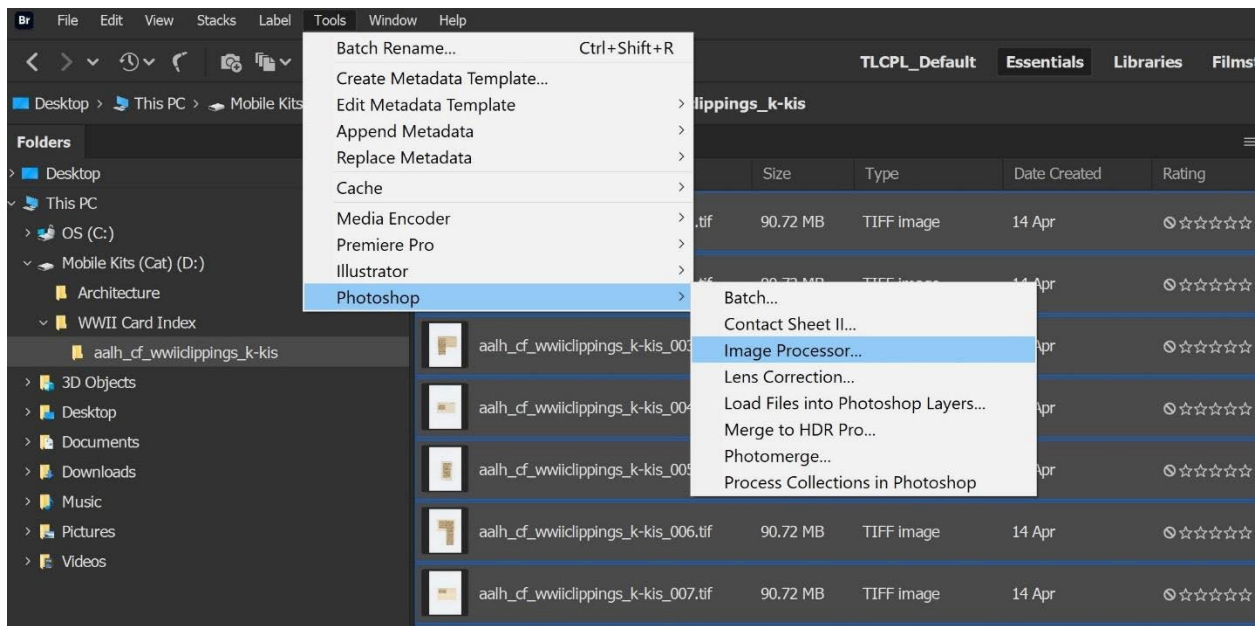 Br File Edit View Stacks Label Tools Window Help
TLCPL_Default Essentials Libraries Films
Desktop > This PC > Mobile Kits
clippings_k-kis
Batch Rename... Ctrl+Shift+R
Create Metadata Template...
Edit Metadata Template >
Append Metadata >
Replace Metadata >
Cache >
Media Encoder >
Premiere Pro >
Illustrator >
Photoshop >
Batch...
Contact Sheet II...
Image Processor...
Lens Correction...
Load Files into Photoshop Layers...
Merge to HDR Pro...
Photomerge...
Process Collections in Photoshop
Folders
Desktop
This PC
OS (C:)
Mobile Kits (Cat) (D:)
Architecture
WWII Card Index
aalh_cf_wwiiclippings_k-kis
3D Objects
Desktop
Documents
Downloads
Music
Pictures
Videos
Size Type Date Created Rating
.tif 90.72 MB TIFF image 14 Apr
Apr
aalh_cf_wwiiclippings_k-kis_003 Apr
aalh_cf_wwiiclippings_k-kis_004 Apr
aalh_cf_wwiiclippings_k-kis_005 Apr
aalh_cf_wwiiclippings_k-kis_006.tif 90.72 MB TIFF image 14 Apr
aalh_cf_wwiiclippings_k-kis_007.tif 90.72 MB TIFF image 14 Apr